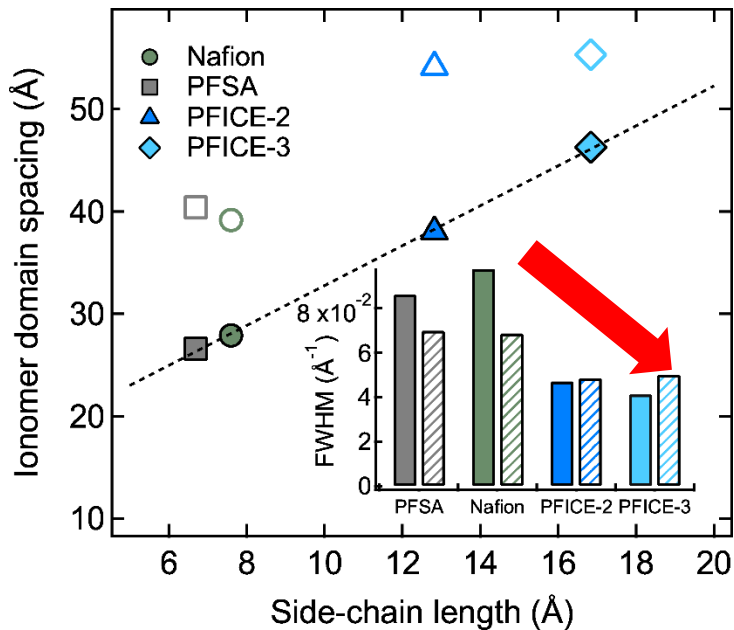 Ionomer domain spacing (Å)
50
40
30
20
10
Nafion
PFSA
PFICE-2
PFICE-3
FWHM (Å⁻¹)
8 x10⁻²
6
4
2
0
PFSA Nafion PFICE-2 PFICE-3
6 8 10 12 14 16 18 20
Side-chain length (Å)